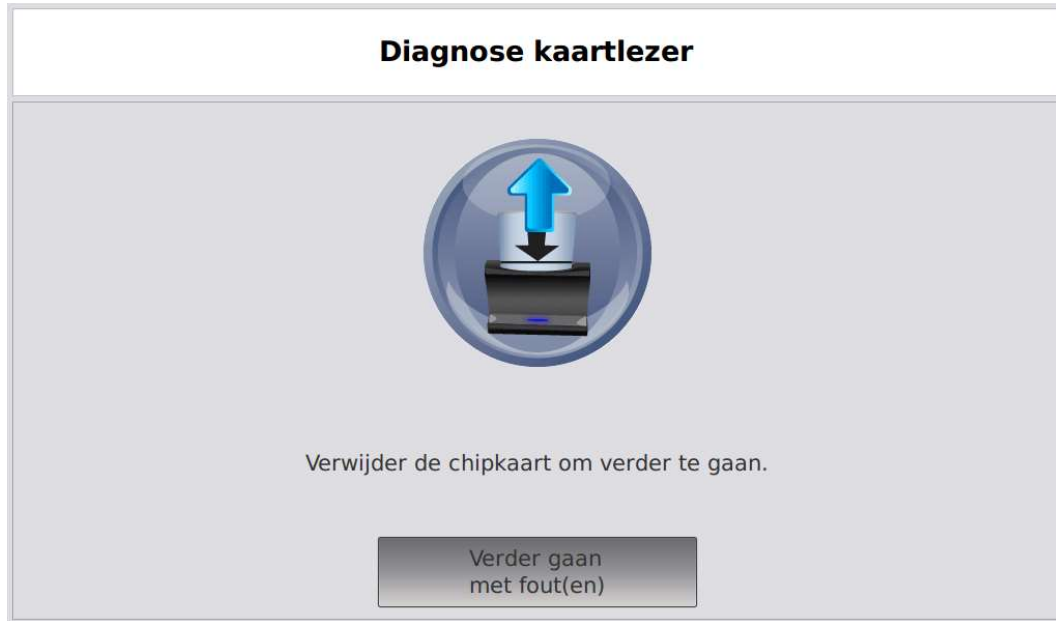 Diagnose kaartlezer
Verwijder de chipkaart om verder te gaan.
Verder gaan
met fout(en)